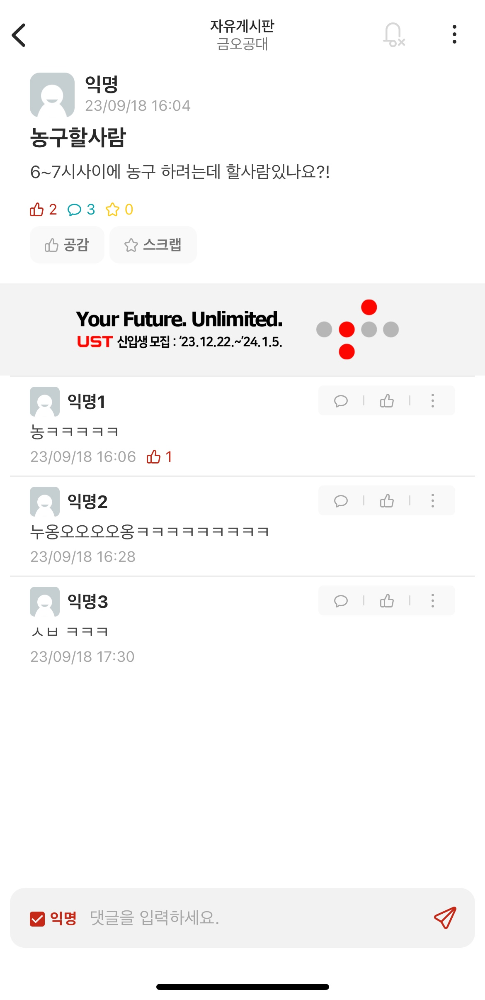 자유게시판
금오공대
익명
23/09/18 16:04
농구할사람
6~7시사이에 농구 하려는데 할사람있나요?!
2 3 0
공감 스크랩
Your Future. Unlimited.
UST 신입생 모집 : ‘23.12.22.~’24.1.5.
익명1
농ㅋㅋㅋㅋㅋ
23/09/18 16:06 1
익명2
누옹오오오오옹ㅋㅋㅋㅋㅋㅋㅋㅋㅋ
23/09/18 16:28
익명3
ㅅㅂ ㅋㅋㅋ
23/09/18 17:30
익명 댓글을 입력하세요.